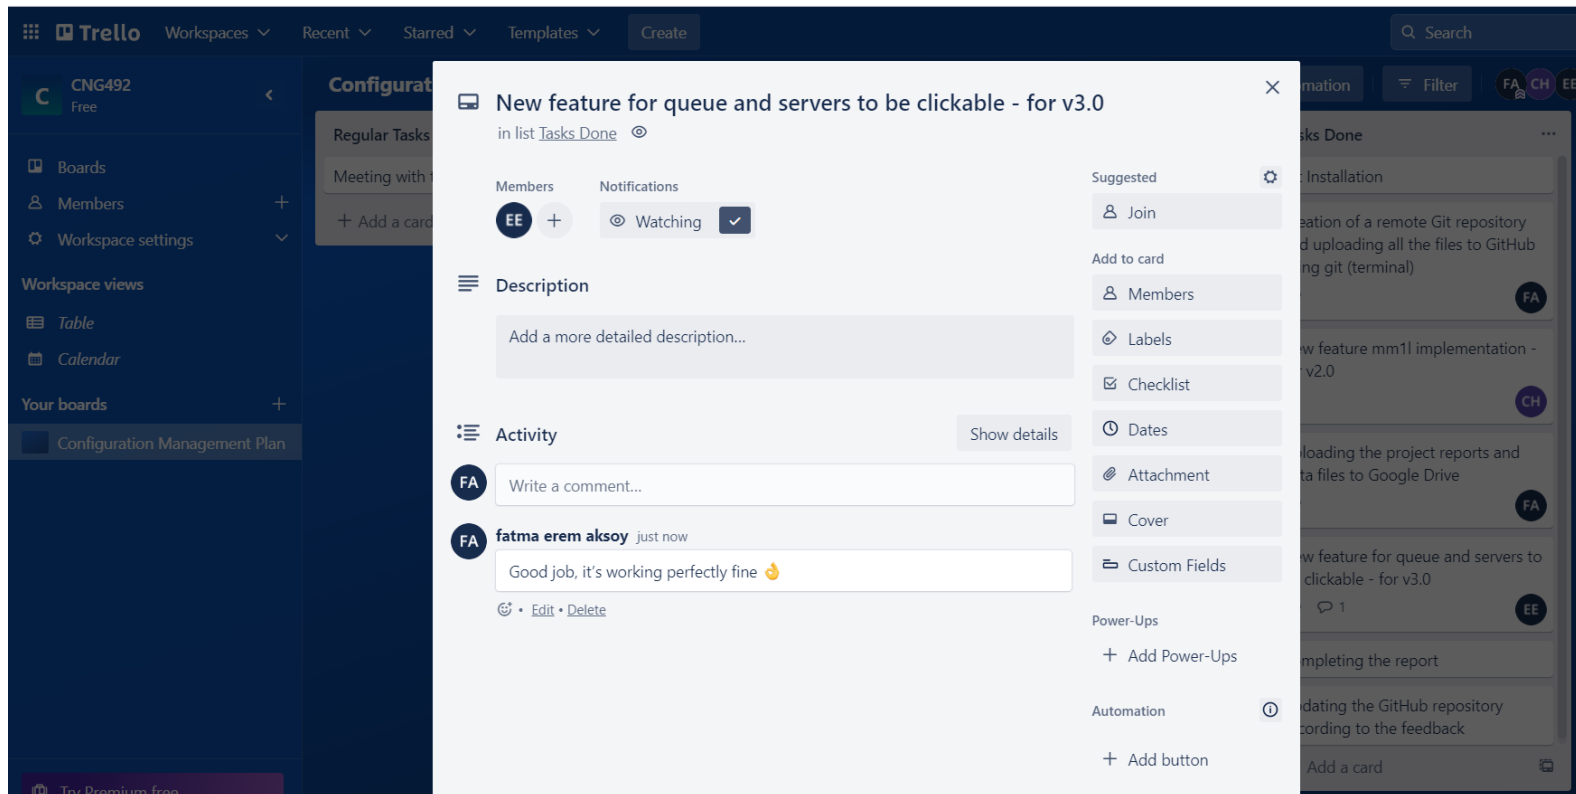 Trello
Workspaces
Recent
Starred
Templates
Create
Search
C
CNG492
Free
Boards
Members
Workspace settings
Workspace views
Table
Calendar
Your boards
Configuration Management Plan
Try Premium free
Configurat
Filter
FA
CH
EE
Regular Tasks
Meeting with
+ Add a card
New feature for queue and servers to be clickable - for v3.0
in list Tasks Done
Members
Notifications
EE
Watching
Description
Add a more detailed description...
Activity
Show details
FA
Write a comment...
FA
fatma erem aksoy just now
Good job, it's working perfectly fine 👌
• Edit • Delete
Suggested
Join
Add to card
Members
Labels
Checklist
Dates
Attachment
Cover
Custom Fields
Power-Ups
+ Add Power-Ups
Automation
+ Add button
mation
sks Done
Installation
eation of a remote Git repository
d uploading all the files to GitHub
ng git (terminal)
FA
w feature mm1l implementation -
v2.0
CH
loading the project reports and
ta files to Google Drive
FA
w feature for queue and servers to
clickable - for v3.0
1
EE
mpleting the report
dating the GitHub repository
cording to the feedback
Add a card